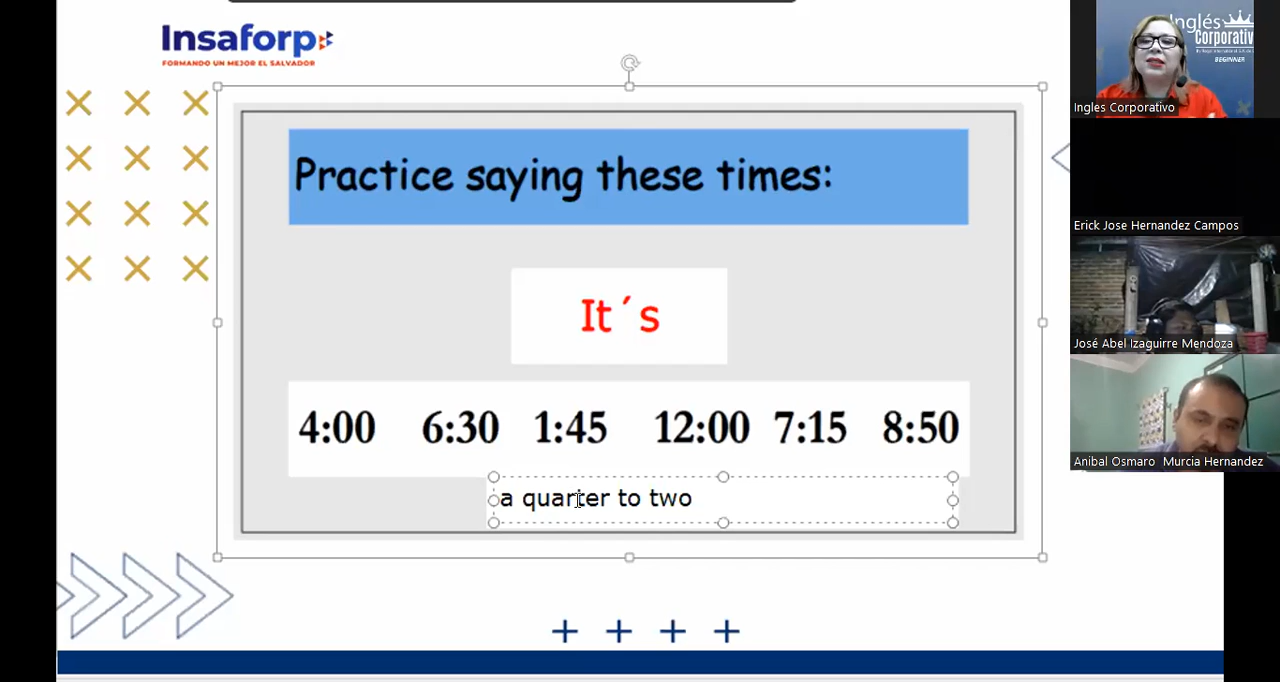 Insaforp
FORMANDO UN MEJOR EL SALVADOR
Practice saying these times:
It´s
4:00 6:30 1:45 12:00 7:15 8:50
a quarter to two
Inglés
Corporativo
BEGINNER
Ingles Corporativo
Erick Jose Hernandez Campos
José Abel Izaguirre Mendoza
Anibal Osmaro Murcia Hernandez